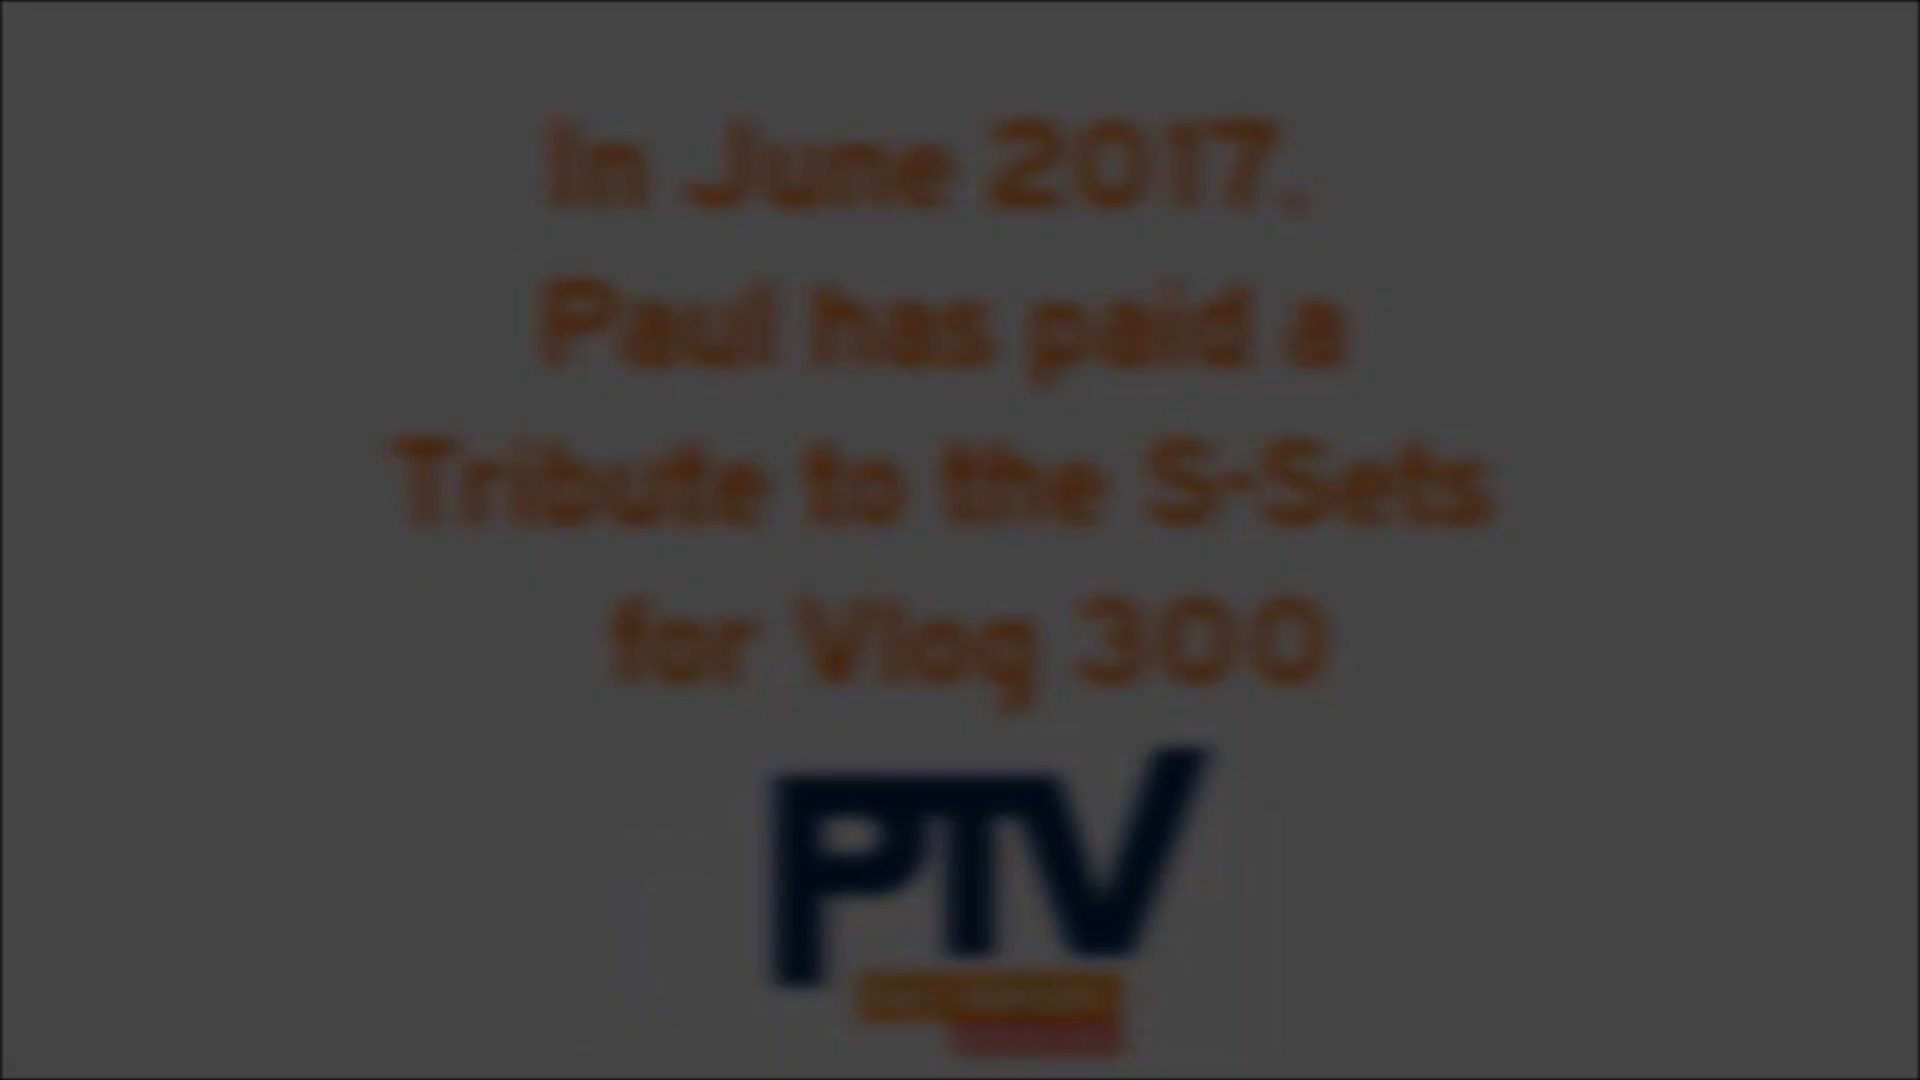 In June 2017,
Paul has paid a
Tribute to the S-Sets
for Vlog 300
PTV